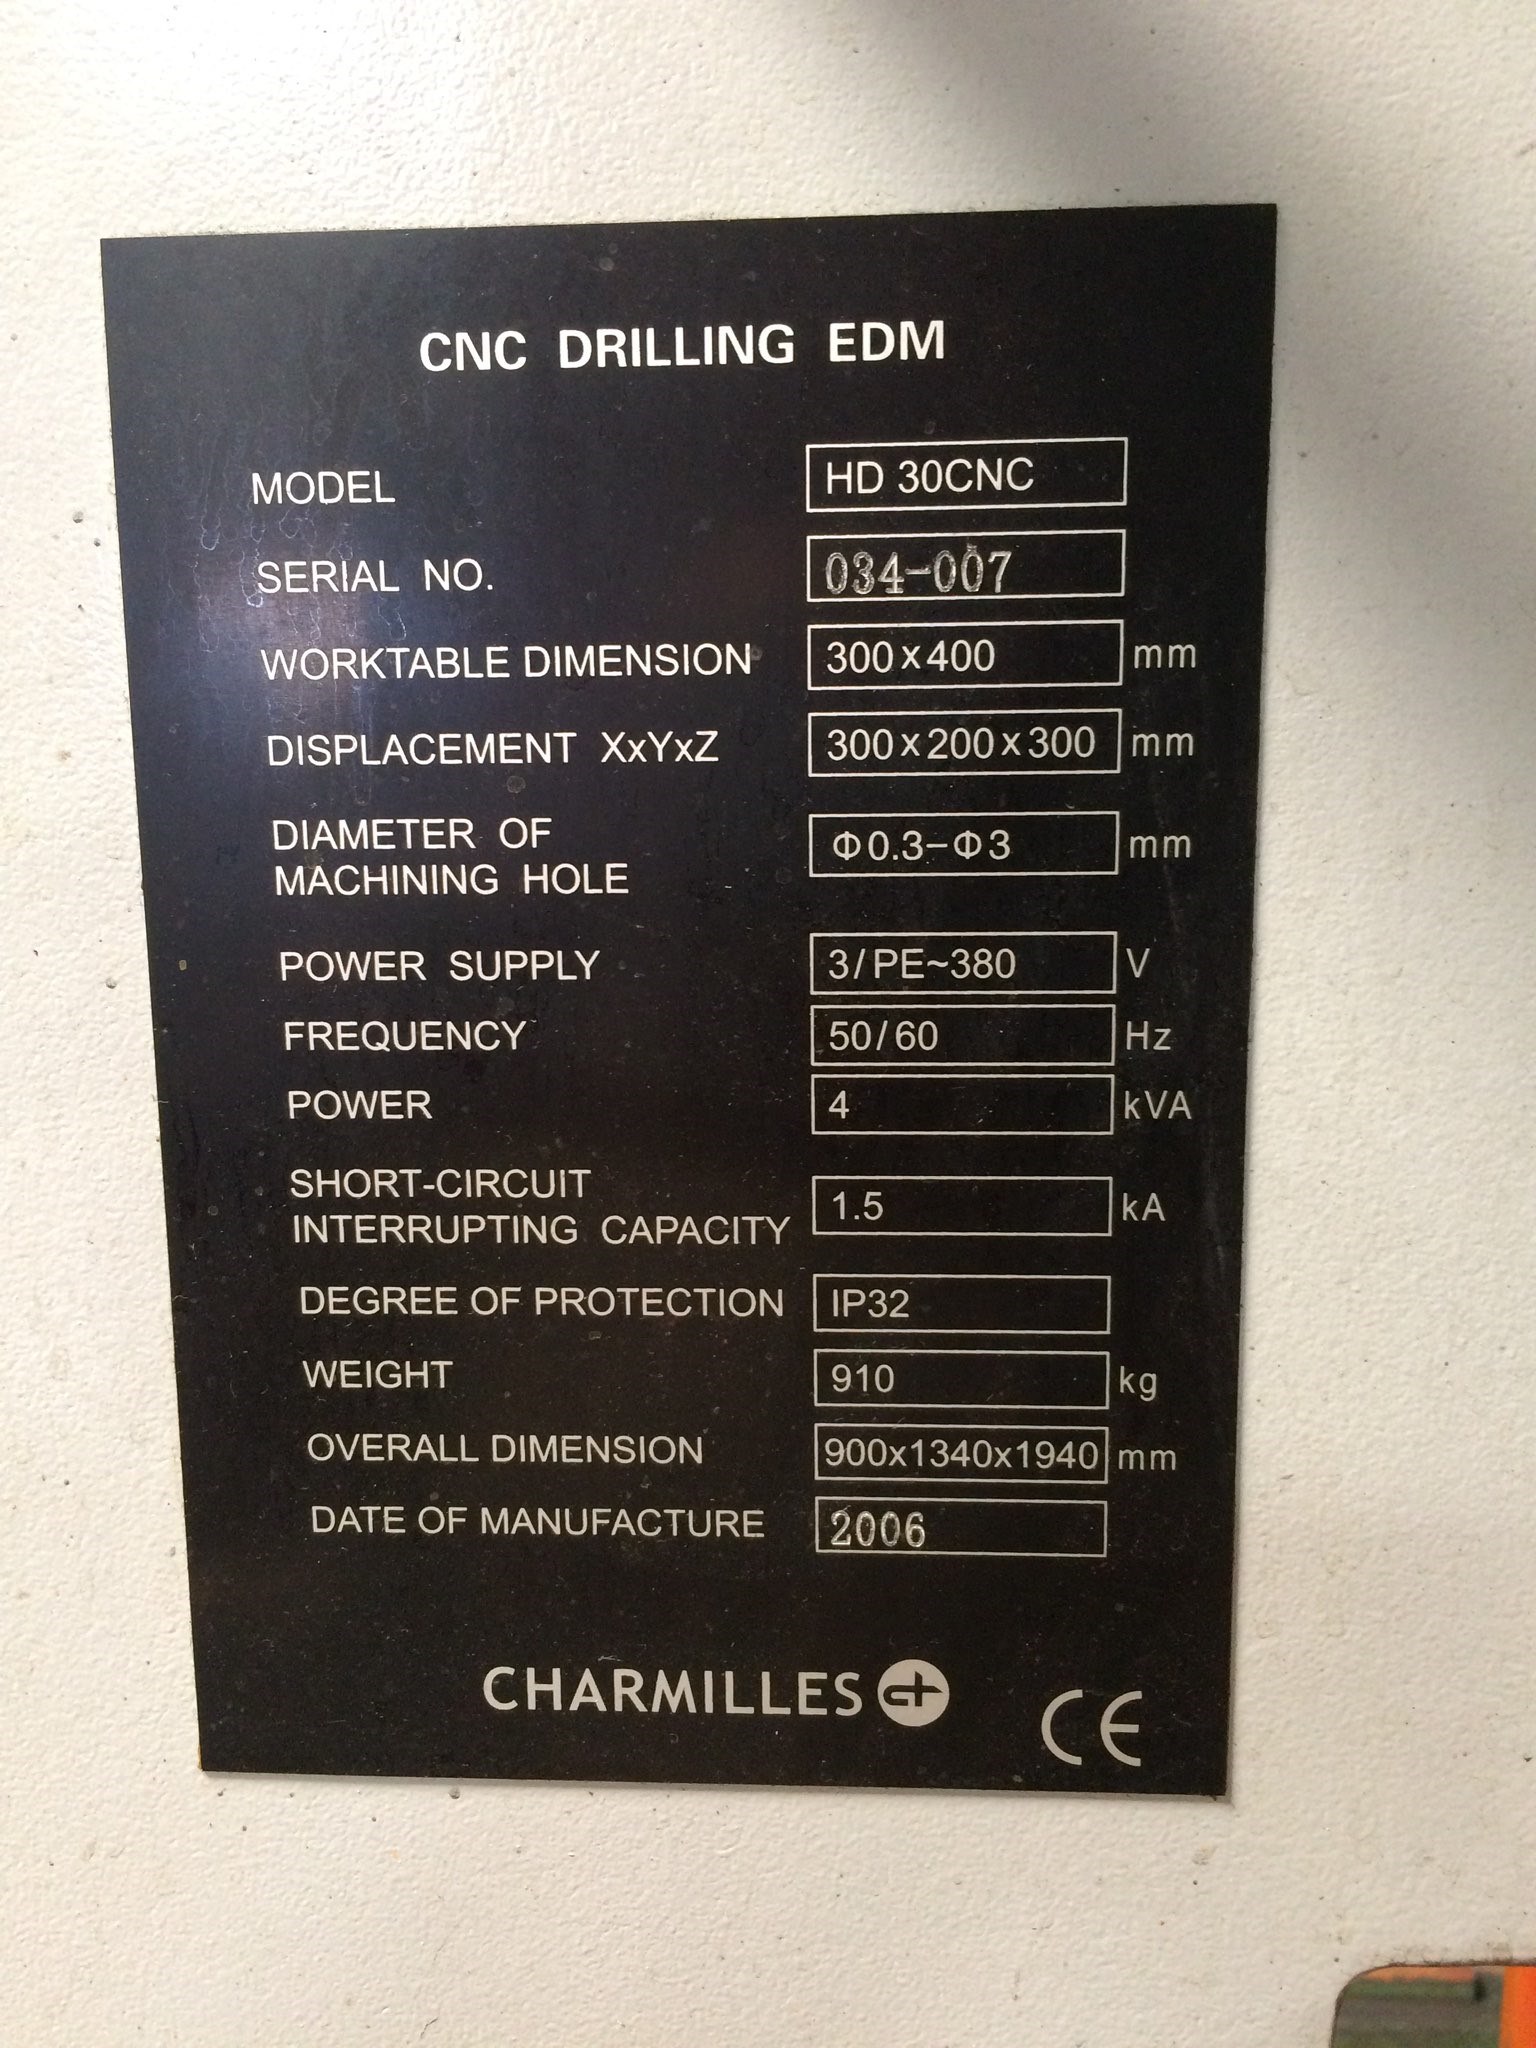 CNC DRILLING EDM
MODEL HD 30CNC
SERIAL NO. 034-007
WORKTABLE DIMENSION 300x400 mm
DISPLACEMENT XxYxZ 300x200x300 mm
DIAMETER OF
MACHINING HOLE Φ0.3-Φ3 mm
POWER SUPPLY 3/PE~380 V
FREQUENCY 50/60 Hz
POWER 4 kVA
SHORT-CIRCUIT
INTERRUPTING CAPACITY 1.5 kA
DEGREE OF PROTECTION IP32
WEIGHT 910 kg
OVERALL DIMENSION 900x1340x1940 mm
DATE OF MANUFACTURE 2006
CHARMILLES
CE